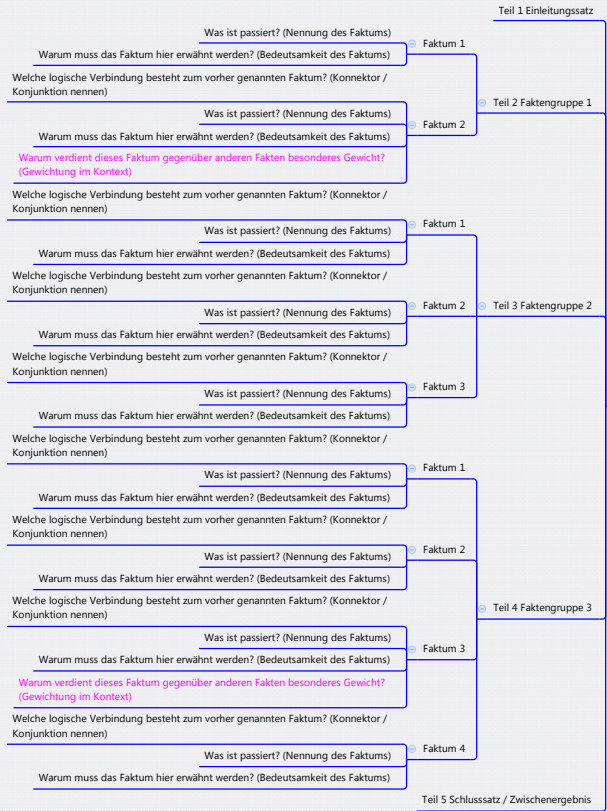 Teil 1 Einleitungssatz
Was ist passiert? (Nennung des Faktums)
Faktum 1
Warum muss das Faktum hier erwähnt werden? (Bedeutsamkeit des Faktums)
Welche logische Verbindung besteht zum vorher genannten Faktum? (Konnektor /
Konjunktion nennen)
Teil 2 Faktengruppe 1
Was ist passiert? (Nennung des Faktums)
Faktum 2
Warum muss das Faktum hier erwähnt werden? (Bedeutsamkeit des Faktums)
Warum verdient dieses Faktum gegenüber anderen Fakten besonderes Gewicht?
(Gewichtung im Kontext)
Welche logische Verbindung besteht zum vorher genannten Faktum? (Konnektor /
Konjunktion nennen)
Faktum 1
Was ist passiert? (Nennung des Faktums)
Warum muss das Faktum hier erwähnt werden? (Bedeutsamkeit des Faktums)
Welche logische Verbindung besteht zum vorher genannten Faktum? (Konnektor /
Konjunktion nennen)
Faktum 2
Teil 3 Faktengruppe 2
Was ist passiert? (Nennung des Faktums)
Warum muss das Faktum hier erwähnt werden? (Bedeutsamkeit des Faktums)
Welche logische Verbindung besteht zum vorher genannten Faktum? (Konnektor /
Konjunktion nennen)
Faktum 3
Was ist passiert? (Nennung des Faktums)
Warum muss das Faktum hier erwähnt werden? (Bedeutsamkeit des Faktums)
Welche logische Verbindung besteht zum vorher genannten Faktum? (Konnektor /
Konjunktion nennen)
Faktum 1
Was ist passiert? (Nennung des Faktums)
Warum muss das Faktum hier erwähnt werden? (Bedeutsamkeit des Faktums)
Welche logische Verbindung besteht zum vorher genannten Faktum? (Konnektor /
Konjunktion nennen)
Faktum 2
Was ist passiert? (Nennung des Faktums)
Warum muss das Faktum hier erwähnt werden? (Bedeutsamkeit des Faktums)
Welche logische Verbindung besteht zum vorher genannten Faktum? (Konnektor /
Konjunktion nennen)
Teil 4 Faktengruppe 3
Was ist passiert? (Nennung des Faktums)
Faktum 3
Warum muss das Faktum hier erwähnt werden? (Bedeutsamkeit des Faktums)
Warum verdient dieses Faktum gegenüber anderen Fakten besonderes Gewicht?
(Gewichtung im Kontext)
Welche logische Verbindung besteht zum vorher genannten Faktum? (Konnektor /
Konjunktion nennen)
Faktum 4
Was ist passiert? (Nennung des Faktums)
Warum muss das Faktum hier erwähnt werden? (Bedeutsamkeit des Faktums)
Teil 5 Schlusssatz / Zwischenergebnis